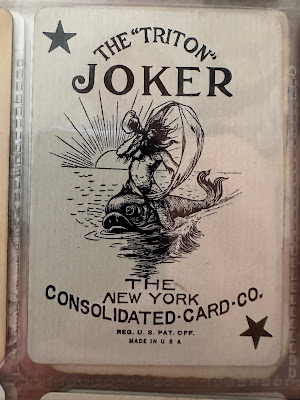 THE "TRITON"
JOKER
THE
NEW YORK
CONSOLIDATED·CARD·CO.
REG. U. S. PAT. OFF.
MADE IN U S A